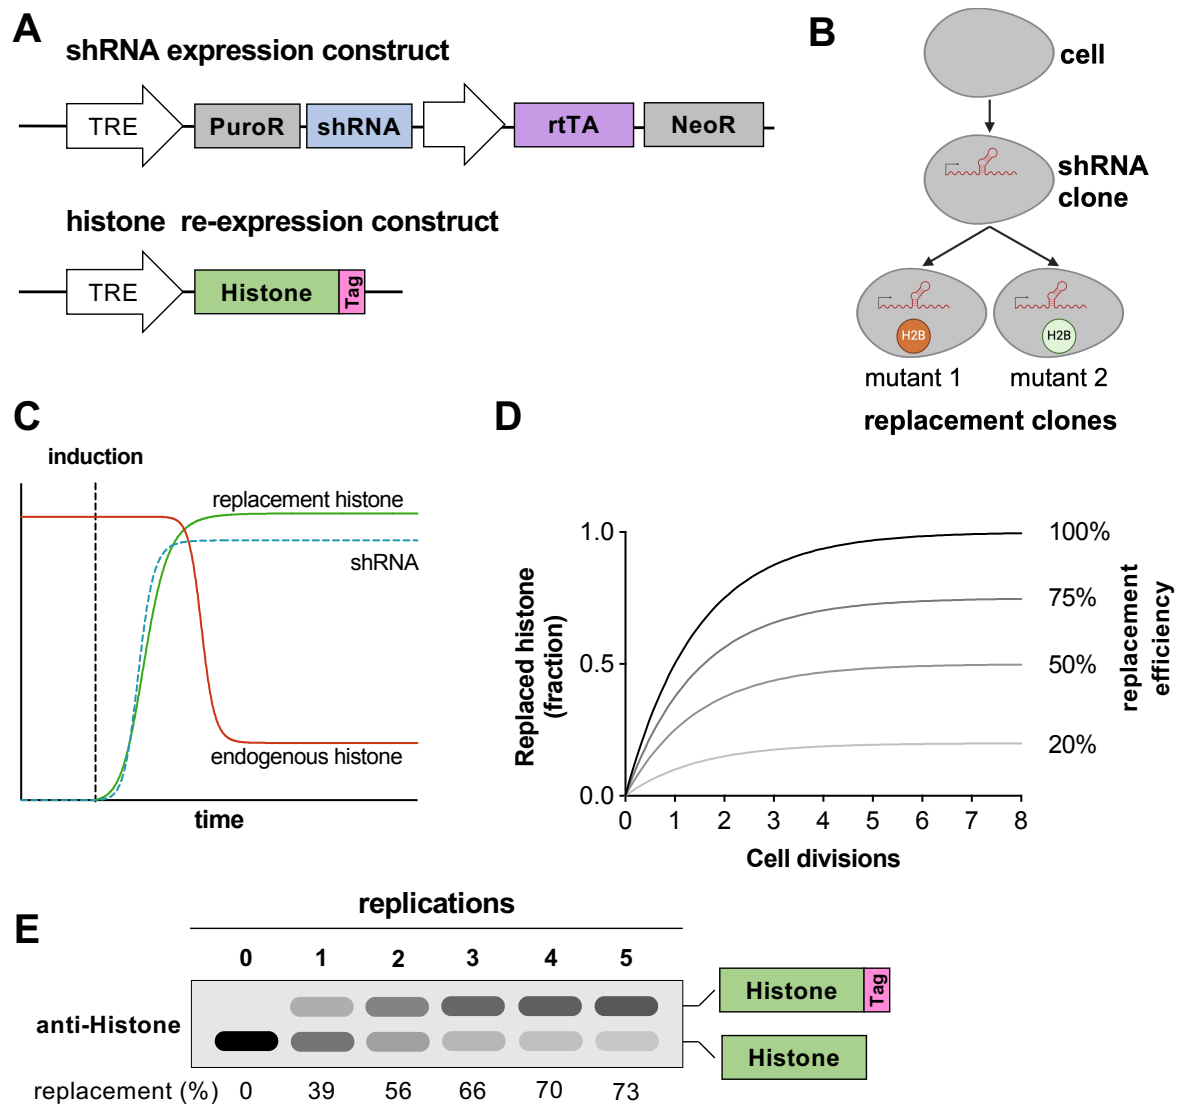 A
shRNA expression construct
TRE
PuroR
shRNA
rtTA
NeoR
histone re-expression construct
TRE
Histone
Tag
B
cell
shRNA
clone
H2B
H2B
mutant 1
mutant 2
replacement clones
C
induction
replacement histone
shRNA
endogenous histone
time
D
Replaced histone
(fraction)
1.0
0.5
0.0
0 1 2 3 4 5 6 7 8
Cell divisions
100%
75%
50%
20%
replacement
efficiency
E
replications
0 1 2 3 4 5
anti-Histone
Histone
Tag
Histone
replacement (%) 0 39 56 66 70 73